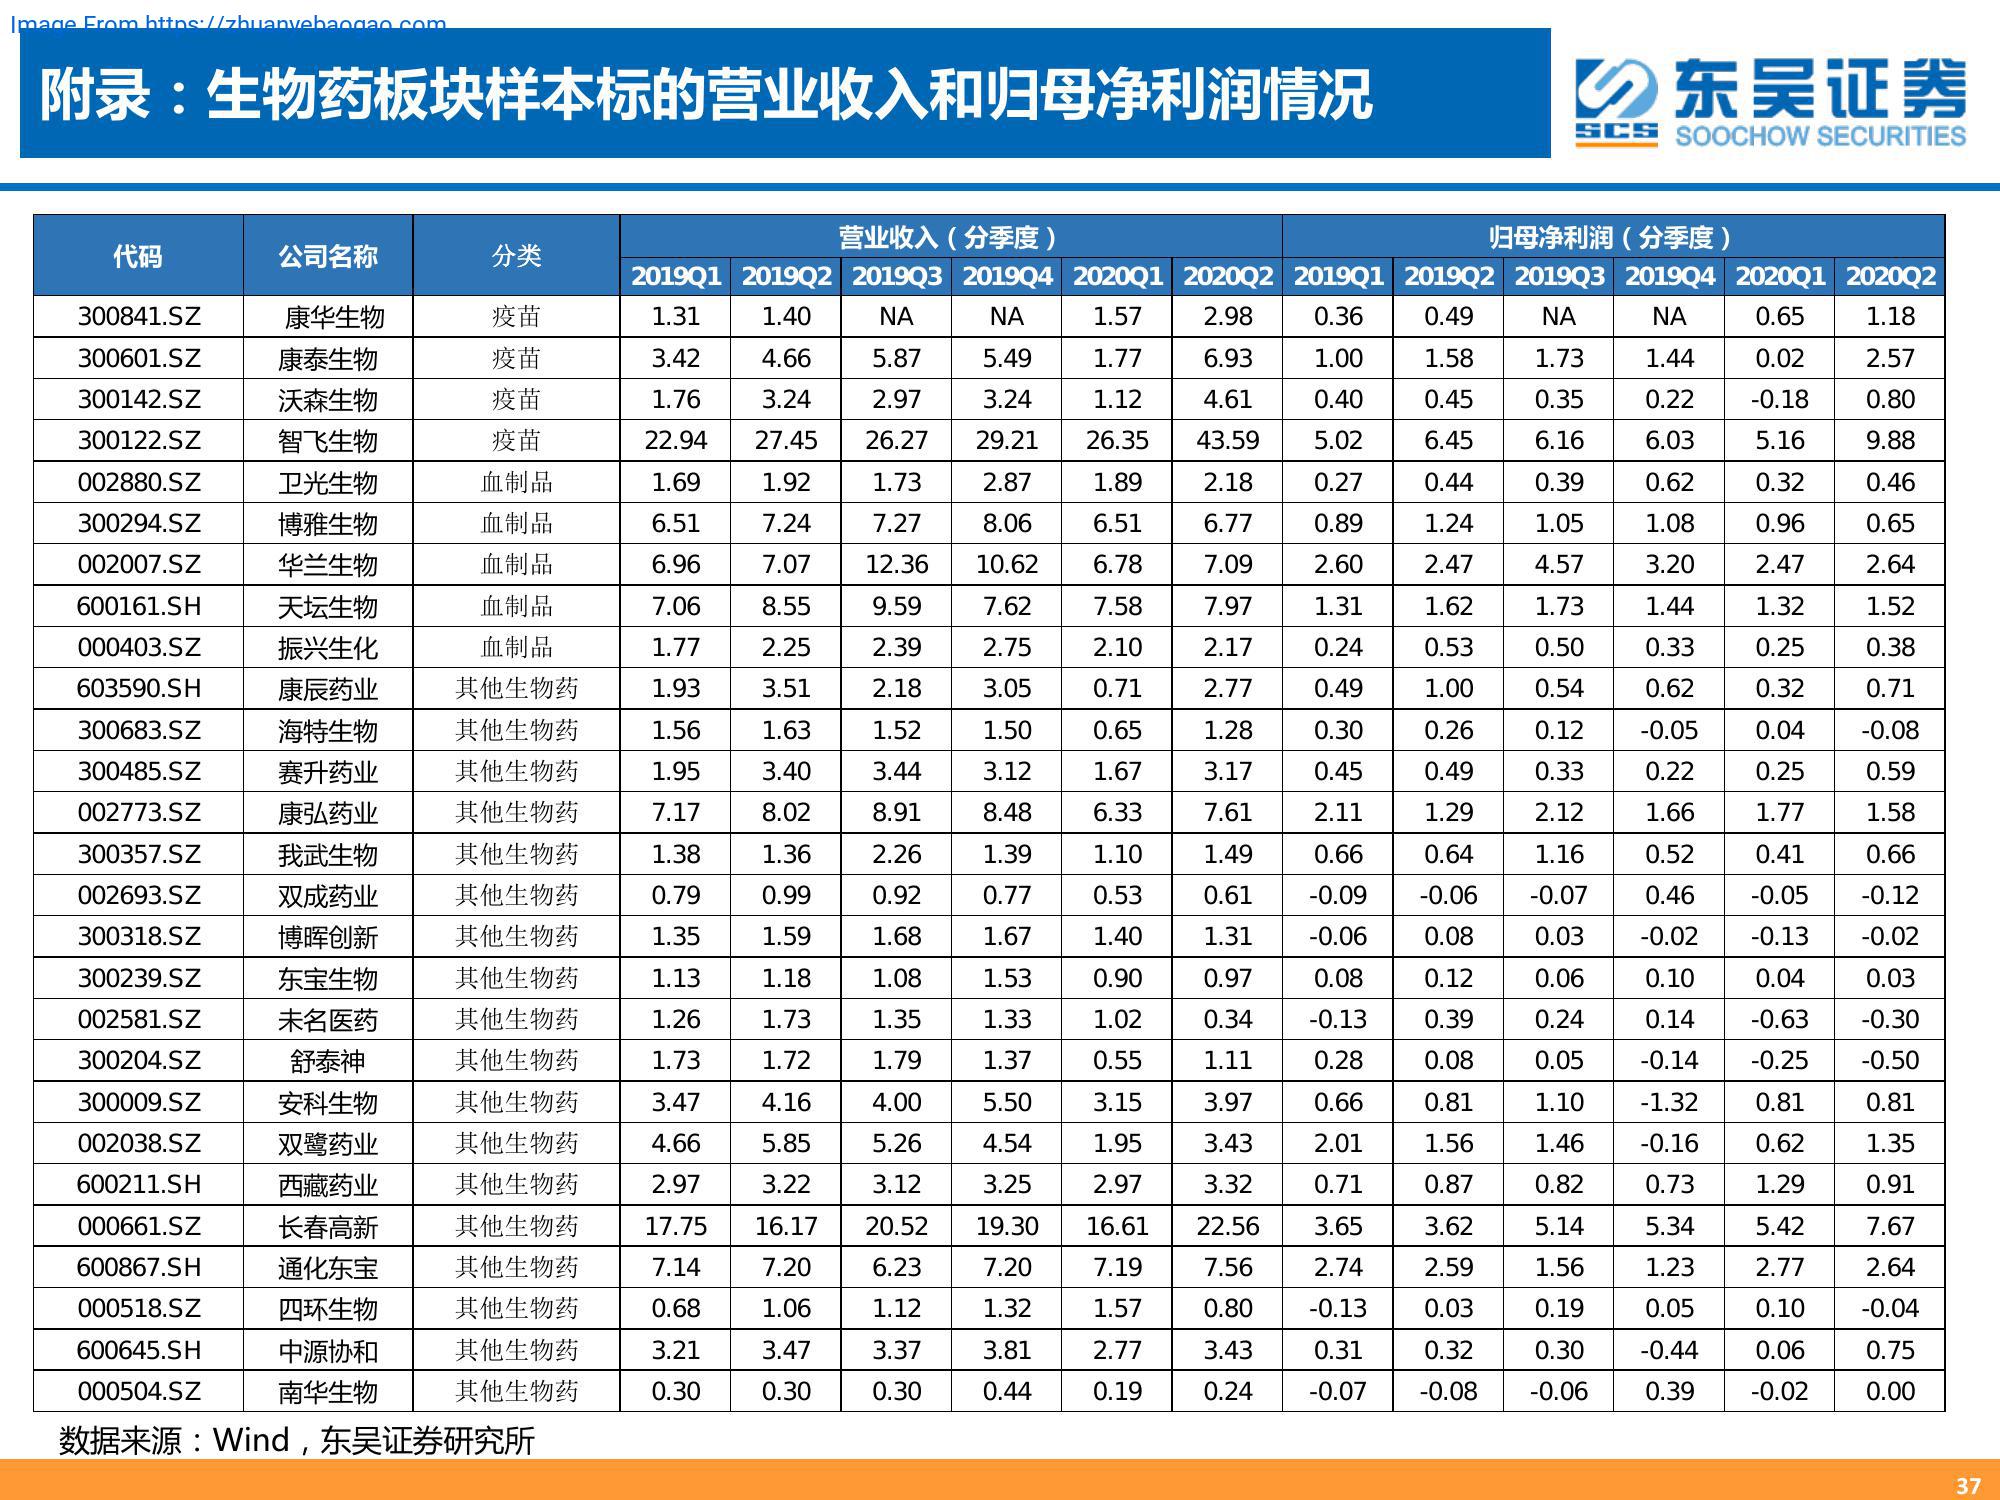 Image From https://zhuanyebaogao.com
附录：生物药板块样本标的营业收入和归母净利润情况
东吴证券
SCS
SOOCHOW SECURITIES
代码 公司名称 分类 营业收入（分季度） 归母净利润（分季度）
2019Q1 2019Q2 2019Q3 2019Q4 2020Q1 2020Q2 2019Q1 2019Q2 2019Q3 2019Q4 2020Q1 2020Q2
300841.SZ 康华生物 疫苗 1.31 1.40 NA NA 1.57 2.98 0.36 0.49 NA NA 0.65 1.18
300601.SZ 康泰生物 疫苗 3.42 4.66 5.87 5.49 1.77 6.93 1.00 1.58 1.73 1.44 0.02 2.57
300142.SZ 沃森生物 疫苗 1.76 3.24 2.97 3.24 1.12 4.61 0.40 0.45 0.35 0.22 -0.18 0.80
300122.SZ 智飞生物 疫苗 22.94 27.45 26.27 29.21 26.35 43.59 5.02 6.45 6.16 6.03 5.16 9.88
002880.SZ 卫光生物 血制品 1.69 1.92 1.73 2.87 1.89 2.18 0.27 0.44 0.39 0.62 0.32 0.46
300294.SZ 博雅生物 血制品 6.51 7.24 7.27 8.06 6.51 6.77 0.89 1.24 1.05 1.08 0.96 0.65
002007.SZ 华兰生物 血制品 6.96 7.07 12.36 10.62 6.78 7.09 2.60 2.47 4.57 3.20 2.47 2.64
600161.SH 天坛生物 血制品 7.06 8.55 9.59 7.62 7.58 7.97 1.31 1.62 1.73 1.44 1.32 1.52
000403.SZ 振兴生化 血制品 1.77 2.25 2.39 2.75 2.10 2.17 0.24 0.53 0.50 0.33 0.25 0.38
603590.SH 康辰药业 其他生物药 1.93 3.51 2.18 3.05 0.71 2.77 0.49 1.00 0.54 0.62 0.32 0.71
300683.SZ 海特生物 其他生物药 1.56 1.63 1.52 1.50 0.65 1.28 0.30 0.26 0.12 -0.05 0.04 -0.08
300485.SZ 赛升药业 其他生物药 1.95 3.40 3.44 3.12 1.67 3.17 0.45 0.49 0.33 0.22 0.25 0.59
002773.SZ 康弘药业 其他生物药 7.17 8.02 8.91 8.48 6.33 7.61 2.11 1.29 2.12 1.66 1.77 1.58
300357.SZ 我武生物 其他生物药 1.38 1.36 2.26 1.39 1.10 1.49 0.66 0.64 1.16 0.52 0.41 0.66
002693.SZ 双成药业 其他生物药 0.79 0.99 0.92 0.77 0.53 0.61 -0.09 -0.06 -0.07 0.46 -0.05 -0.12
300318.SZ 博晖创新 其他生物药 1.35 1.59 1.68 1.67 1.40 1.31 -0.06 0.08 0.03 -0.02 -0.13 -0.02
300239.SZ 东宝生物 其他生物药 1.13 1.18 1.08 1.53 0.90 0.97 0.08 0.12 0.06 0.10 0.04 0.03
002581.SZ 未名医药 其他生物药 1.26 1.73 1.35 1.33 1.02 0.34 -0.13 0.39 0.24 0.14 -0.63 -0.30
300204.SZ 舒泰神 其他生物药 1.73 1.72 1.79 1.37 0.55 1.11 0.28 0.08 0.05 -0.14 -0.25 -0.50
300009.SZ 安科生物 其他生物药 3.47 4.16 4.00 5.50 3.15 3.97 0.66 0.81 1.10 -1.32 0.81 0.81
002038.SZ 双鹭药业 其他生物药 4.66 5.85 5.26 4.54 1.95 3.43 2.01 1.56 1.46 -0.16 0.62 1.35
600211.SH 西藏药业 其他生物药 2.97 3.22 3.12 3.25 2.97 3.32 0.71 0.87 0.82 0.73 1.29 0.91
000661.SZ 长春高新 其他生物药 17.75 16.17 20.52 19.30 16.61 22.56 3.65 3.62 5.14 5.34 5.42 7.67
600867.SH 通化东宝 其他生物药 7.14 7.20 6.23 7.20 7.19 7.56 2.74 2.59 1.56 1.23 2.77 2.64
000518.SZ 四环生物 其他生物药 0.68 1.06 1.12 1.32 1.57 0.80 -0.13 0.03 0.19 0.05 0.10 -0.04
600645.SH 中源协和 其他生物药 3.21 3.47 3.37 3.81 2.77 3.43 0.31 0.32 0.30 -0.44 0.06 0.75
000504.SZ 南华生物 其他生物药 0.30 0.30 0.30 0.44 0.19 0.24 -0.07 -0.08 -0.06 0.39 -0.02 0.00
数据来源：Wind，东吴证券研究所
37